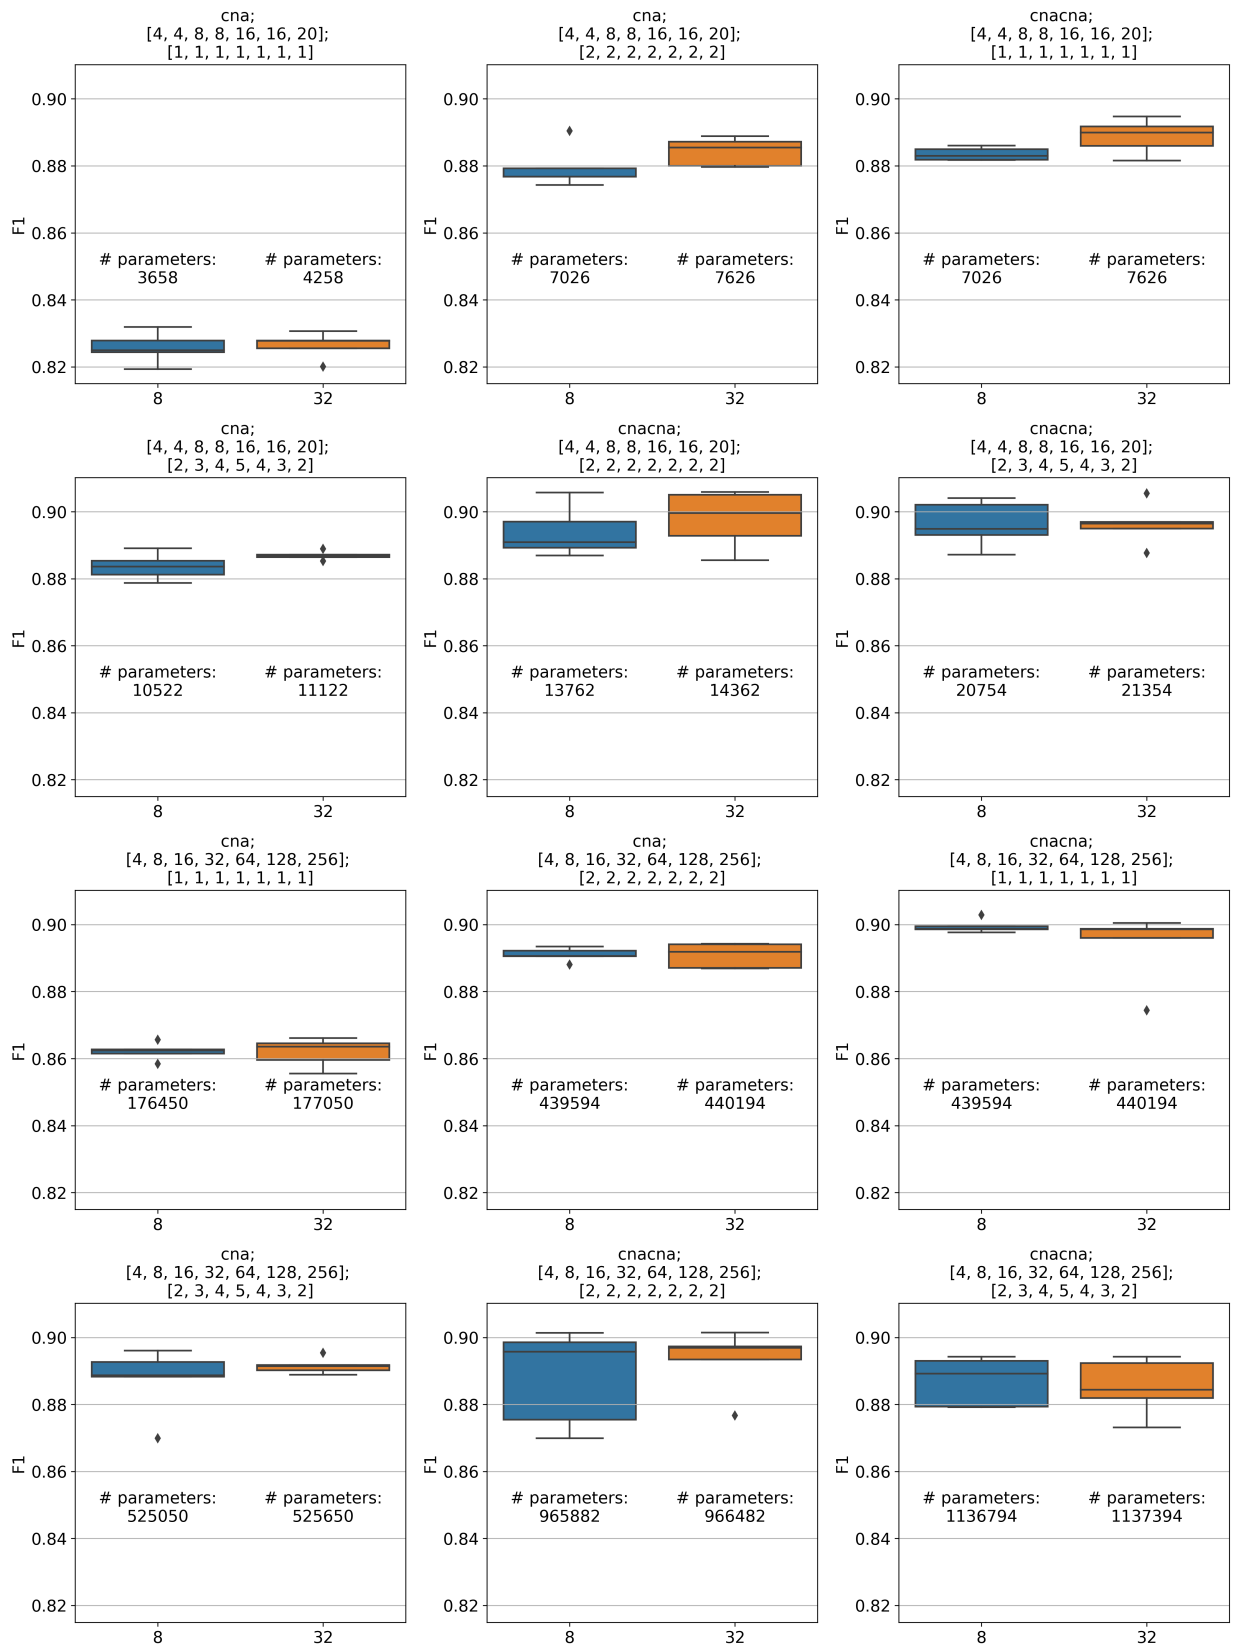 cna;
[4, 4, 8, 8, 16, 16, 20];
[1, 1, 1, 1, 1, 1, 1]
0.90
0.88
0.86
0.84
0.82
F1
# parameters:
3658
# parameters:
4258
8
32
cna;
[4, 4, 8, 8, 16, 16, 20];
[2, 2, 2, 2, 2, 2, 2]
0.90
0.88
0.86
0.84
0.82
F1
# parameters:
7026
# parameters:
7626
8
32
cnacna;
[4, 4, 8, 8, 16, 16, 20];
[1, 1, 1, 1, 1, 1, 1]
0.90
0.88
0.86
0.84
0.82
F1
# parameters:
7026
# parameters:
7626
8
32
cna;
[4, 4, 8, 8, 16, 16, 20];
[2, 3, 4, 5, 4, 3, 2]
0.90
0.88
0.86
0.84
0.82
F1
# parameters:
10522
# parameters:
11122
8
32
cnacna;
[4, 4, 8, 8, 16, 16, 20];
[2, 2, 2, 2, 2, 2, 2]
0.90
0.88
0.86
0.84
0.82
F1
# parameters:
13762
# parameters:
14362
8
32
cnacna;
[4, 4, 8, 8, 16, 16, 20];
[2, 3, 4, 5, 4, 3, 2]
0.90
0.88
0.86
0.84
0.82
F1
# parameters:
20754
# parameters:
21354
8
32
cna;
[4, 8, 16, 32, 64, 128, 256];
[1, 1, 1, 1, 1, 1, 1]
0.90
0.88
0.86
0.84
0.82
F1
# parameters:
176450
# parameters:
177050
8
32
cna;
[4, 8, 16, 32, 64, 128, 256];
[2, 2, 2, 2, 2, 2, 2]
0.90
0.88
0.86
0.84
0.82
F1
# parameters:
439594
# parameters:
440194
8
32
cnacna;
[4, 8, 16, 32, 64, 128, 256];
[1, 1, 1, 1, 1, 1, 1]
0.90
0.88
0.86
0.84
0.82
F1
# parameters:
439594
# parameters:
440194
8
32
cna;
[4, 8, 16, 32, 64, 128, 256];
[2, 3, 4, 5, 4, 3, 2]
0.90
0.88
0.86
0.84
0.82
F1
# parameters:
525050
# parameters:
525650
8
32
cnacna;
[4, 8, 16, 32, 64, 128, 256];
[2, 2, 2, 2, 2, 2, 2]
0.90
0.88
0.86
0.84
0.82
F1
# parameters:
965882
# parameters:
966482
8
32
cnacna;
[4, 8, 16, 32, 64, 128, 256];
[2, 3, 4, 5, 4, 3, 2]
0.90
0.88
0.86
0.84
0.82
F1
# parameters:
1136794
# parameters:
1137394
8
32